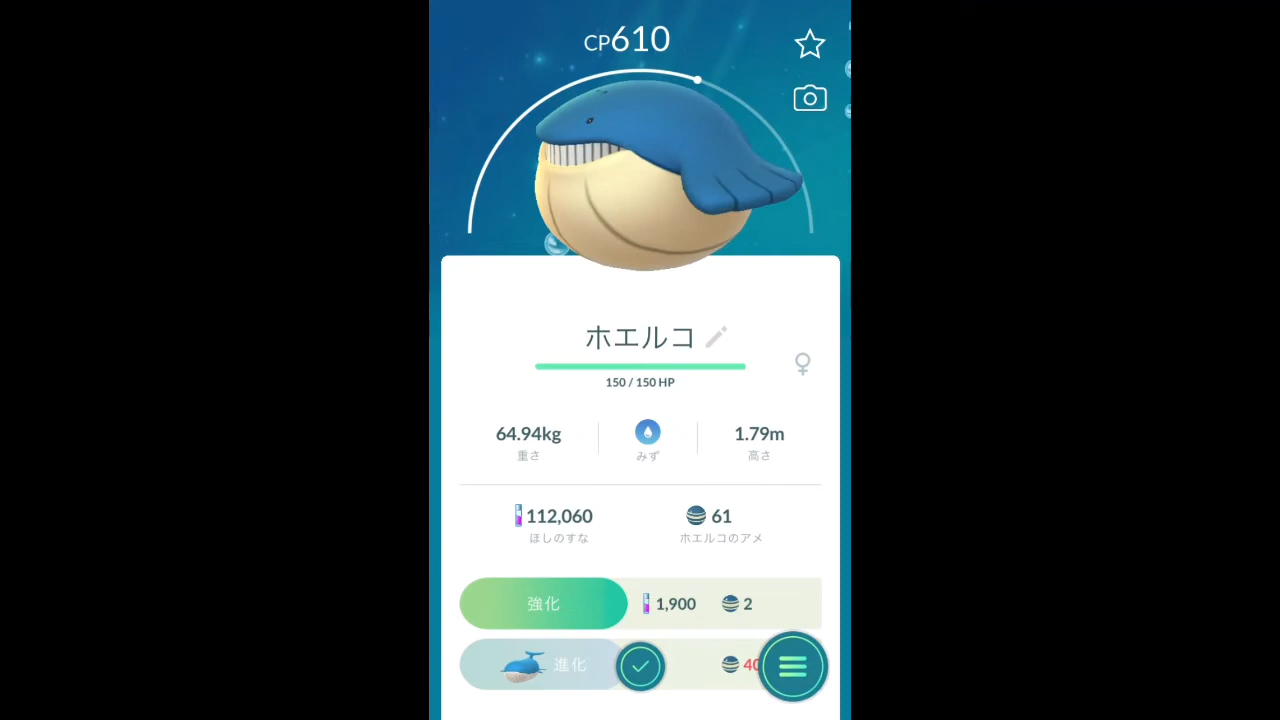 CP610
ホエルコ
150 / 150 HP
64.94kg
1.79m
重さ
みず
高さ
112,060
61
ほしのすな
ホエルコのアメ
強化
1,900
2
進化